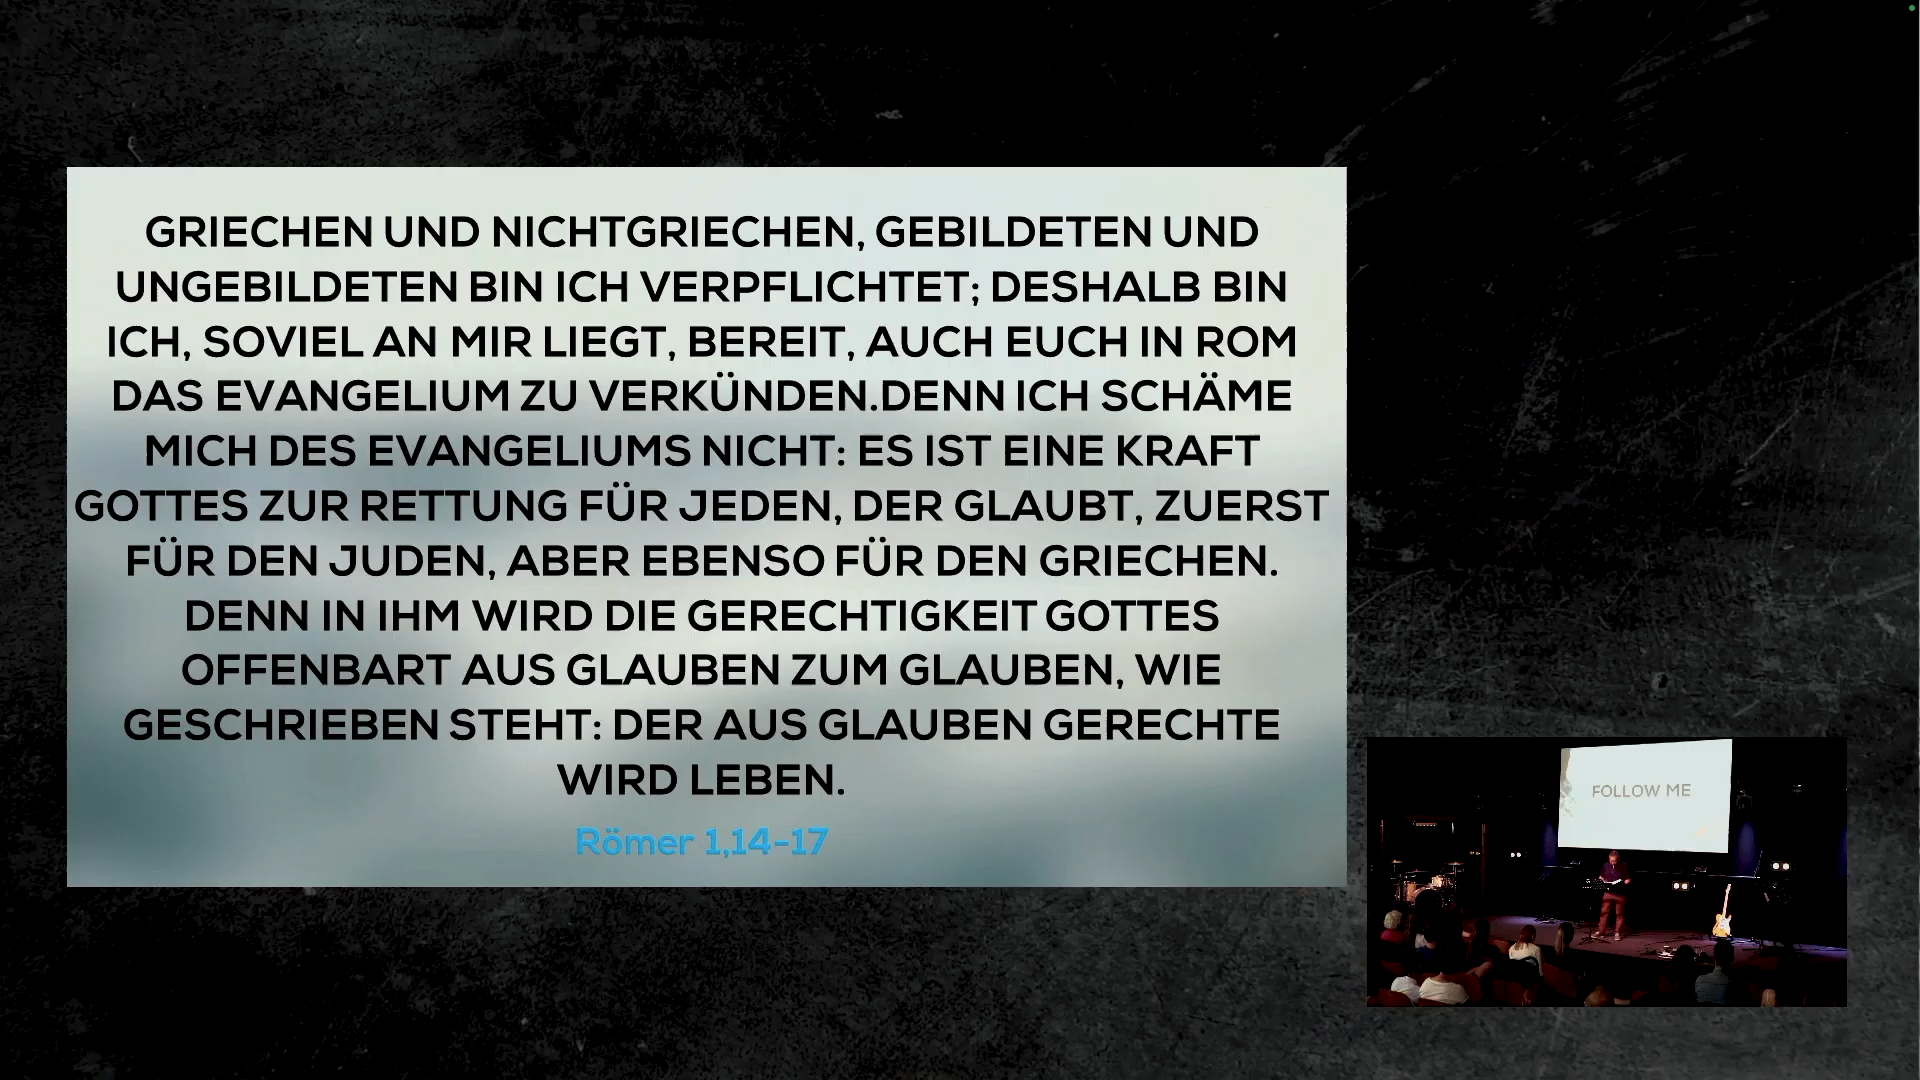 GRIECHEN UND NICHTGRIECHEN, GEBILDETEN UND
UNGEBILDETEN BIN ICH VERPFLICHTET; DESHALB BIN
ICH, SOVIEL AN MIR LIEGT, BEREIT, AUCH EUCH IN ROM
DAS EVANGELIUM ZU VERKÜNDEN.DENN ICH SCHÄME
MICH DES EVANGELIUMS NICHT: ES IST EINE KRAFT
GOTTES ZUR RETTUNG FÜR JEDEN, DER GLAUBT, ZUERST
FÜR DEN JUDEN, ABER EBENSO FÜR DEN GRIECHEN.
DENN IN IHM WIRD DIE GERECHTIGKEIT GOTTES
OFFENBART AUS GLAUBEN ZUM GLAUBEN, WIE
GESCHRIEBEN STEHT: DER AUS GLAUBEN GERECHTE
WIRD LEBEN.
Römer 1,14-17
FOLLOW ME